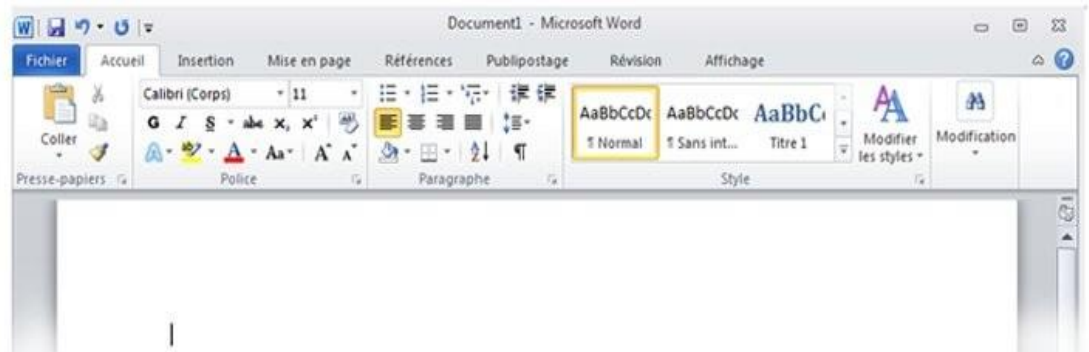 Document1 - Microsoft Word
Fichier Accueil Insertion Mise en page Références Publipostage Révision Affichage
Calibri (Corps) 11
G I S abc x, x'
A A Aa A A
Coller
AaBbCcDc AaBbCcDc AaBbC
¶ Normal ¶ Sans int... Titre 1
Modifier
les styles
Modification
Presse-papiers Police Paragraphe Style